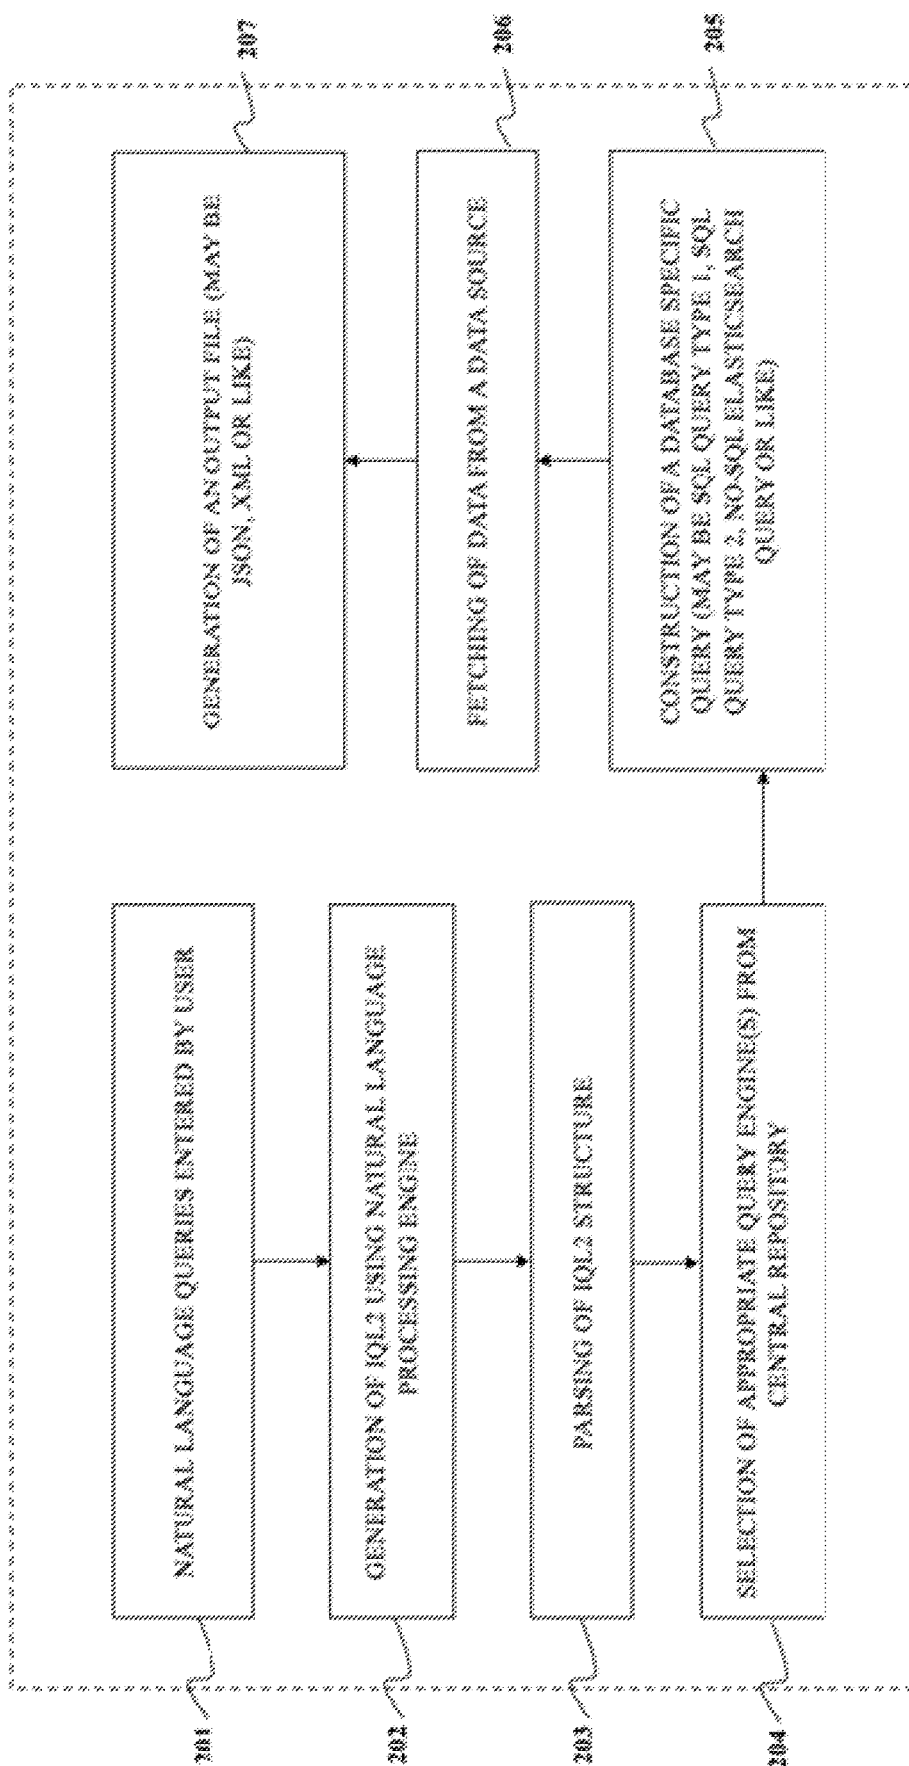 201
NATURAL LANGUAGE QUERIES ENTERED BY USER
202
GENERATION OF IQL2 USING NATURAL LANGUAGE
PROCESSING ENGINE
203
PARSING OF IQL2 STRUCTURE
204
SELECTION OF APPROPRIATE QUERY ENGINE(S) FROM
CENTRAL REPOSITORY
205
CONSTRUCTION OF A DATABASE SPECIFIC
QUERY (MAY BE SQL QUERY TYPE 1, SQL
QUERY TYPE 2, NO-SQL ELASTICSEARCH
QUERY OR LIKE)
206
FETCHING OF DATA FROM A DATA SOURCE
207
GENERATION OF AN OUTPUT FILE (MAY BE
JSON, XML OR LIKE)